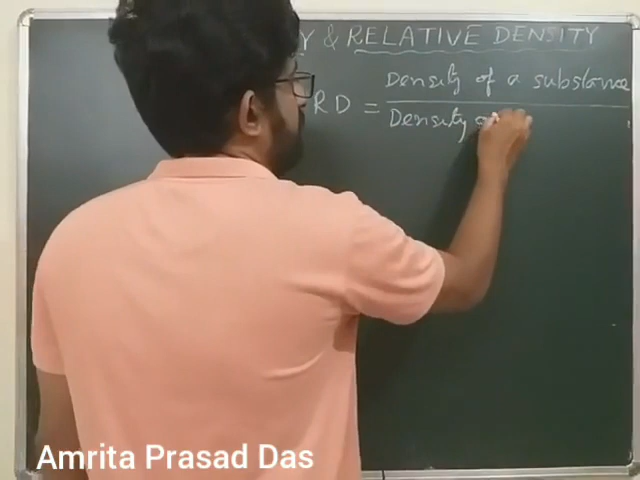 Y & RELATIVE DENSITY
RD = Density of a substance
Density o
Amrita Prasad Das